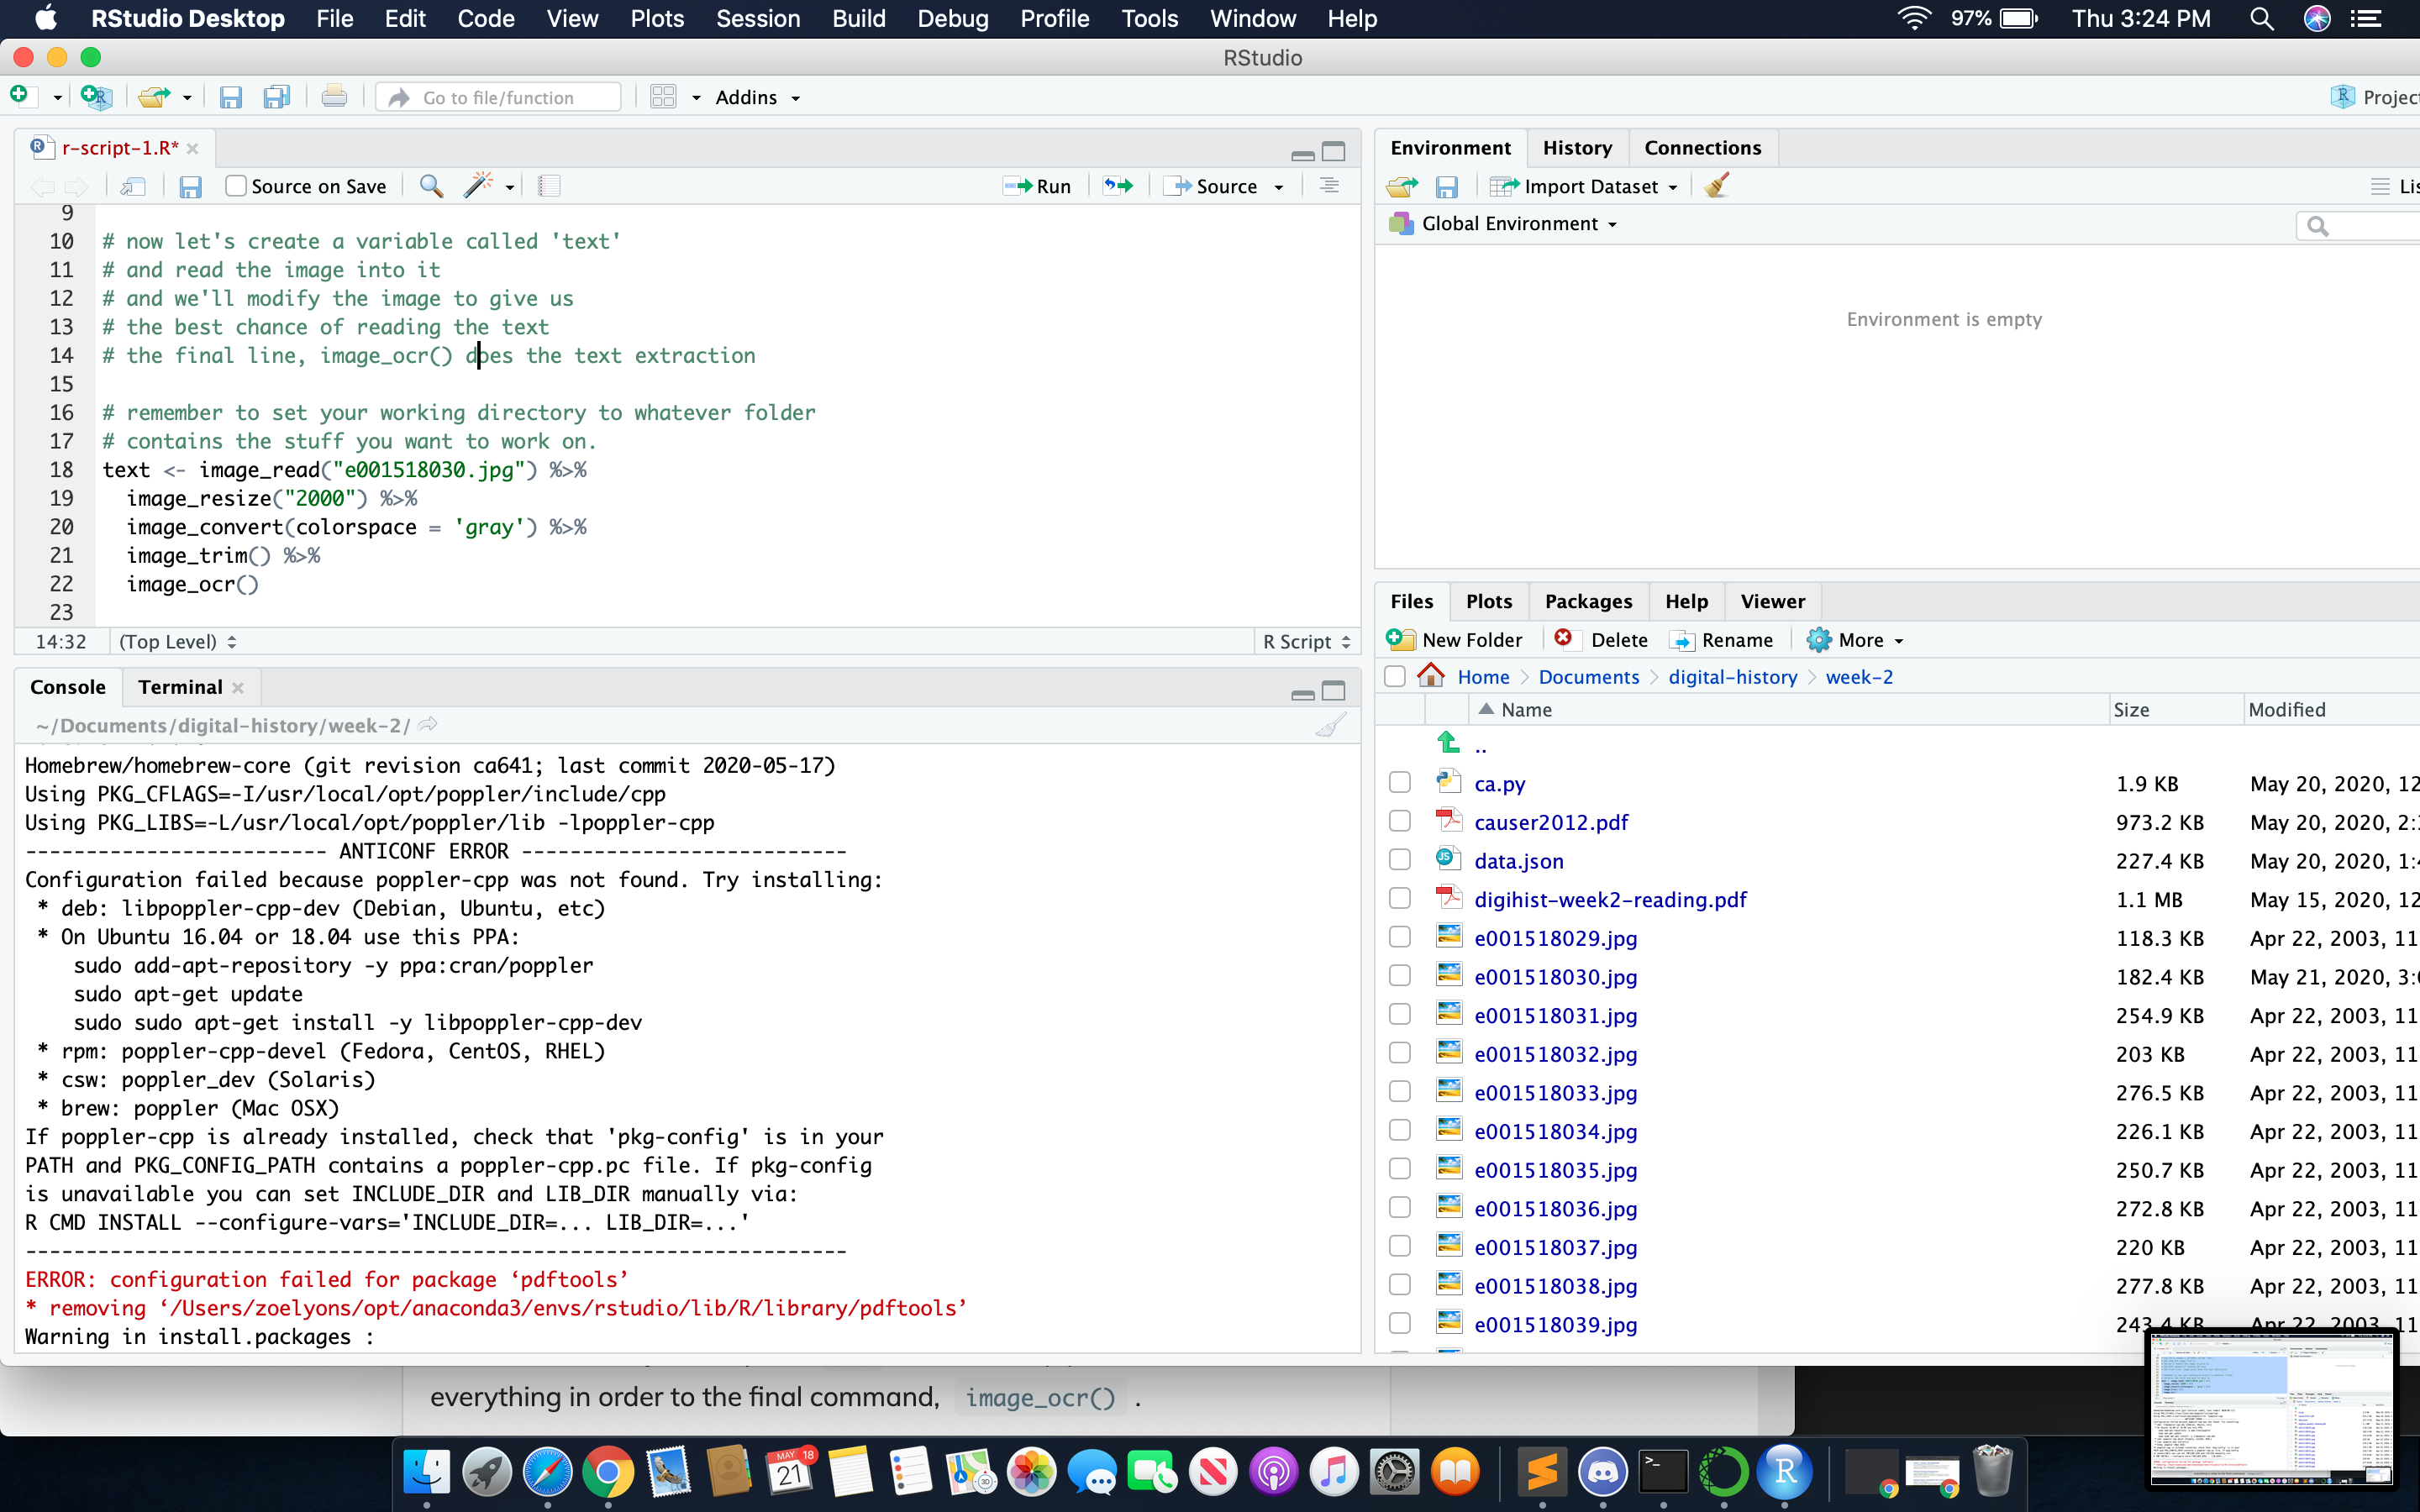 RStudio Desktop File Edit Code View Plots Session Build Debug Profile Tools Window Help 97% Thu 3:24 PM
RStudio
Go to file/function Addins Project
r-script-1.R*
Source on Save Run Source
9
10 # now let's create a variable called 'text'
11 # and read the image into it
12 # and we'll modify the image to give us
13 # the best chance of reading the text
14 # the final line, image_ocr() does the text extraction
15
16 # remember to set your working directory to whatever folder
17 # contains the stuff you want to work on.
18 text <- image_read("e001518030.jpg") %>%
19 image_resize("2000") %>%
20 image_convert(colorspace = 'gray') %>%
21 image_trim() %>%
22 image_ocr()
23
14:32 (Top Level) R Script
Console Terminal
~/Documents/digital-history/week-2/
Homebrew/homebrew-core (git revision ca641; last commit 2020-05-17)
Using PKG_CFLAGS=-I/usr/local/opt/poppler/include/cpp
Using PKG_LIBS=-L/usr/local/opt/poppler/lib -lpoppler-cpp
------------------------- ANTICONF ERROR ---------------------------
Configuration failed because poppler-cpp was not found. Try installing:
* deb: libpoppler-cpp-dev (Debian, Ubuntu, etc)
* On Ubuntu 16.04 or 18.04 use this PPA:
sudo add-apt-repository -y ppa:cran/poppler
sudo apt-get update
sudo sudo apt-get install -y libpoppler-cpp-dev
* rpm: poppler-cpp-devel (Fedora, CentOS, RHEL)
* csw: poppler_dev (Solaris)
* brew: poppler (Mac OSX)
If poppler-cpp is already installed, check that 'pkg-config' is in your
PATH and PKG_CONFIG_PATH contains a poppler-cpp.pc file. If pkg-config
is unavailable you can set INCLUDE_DIR and LIB_DIR manually via:
R CMD INSTALL --configure-vars='INCLUDE_DIR=... LIB_DIR=...'
--------------------------------------------------------------------
ERROR: configuration failed for package ‘pdftools’
* removing ‘/Users/zoelyons/opt/anaconda3/envs/rstudio/lib/R/library/pdftools’
Warning in install.packages :
Environment History Connections
Import Dataset Lis
Global Environment
Environment is empty
Files Plots Packages Help Viewer
New Folder Delete Rename More
Home Documents digital-history week-2
Name Size Modified
..
ca.py 1.9 KB May 20, 2020, 12
causer2012.pdf 973.2 KB May 20, 2020, 2:
data.json 227.4 KB May 20, 2020, 1:
digihist-week2-reading.pdf 1.1 MB May 15, 2020, 12
e001518029.jpg 118.3 KB Apr 22, 2003, 11
e001518030.jpg 182.4 KB May 21, 2020, 3:
e001518031.jpg 254.9 KB Apr 22, 2003, 11
e001518032.jpg 203 KB Apr 22, 2003, 11
e001518033.jpg 276.5 KB Apr 22, 2003, 11
e001518034.jpg 226.1 KB Apr 22, 2003, 11
e001518035.jpg 250.7 KB Apr 22, 2003, 11
e001518036.jpg 272.8 KB Apr 22, 2003, 11
e001518037.jpg 220 KB Apr 22, 2003, 11
e001518038.jpg 277.8 KB Apr 22, 2003, 11
e001518039.jpg 243.4 KB Apr 22, 2003, 11
everything in order to the final command, image_ocr() .
MAY 18
21